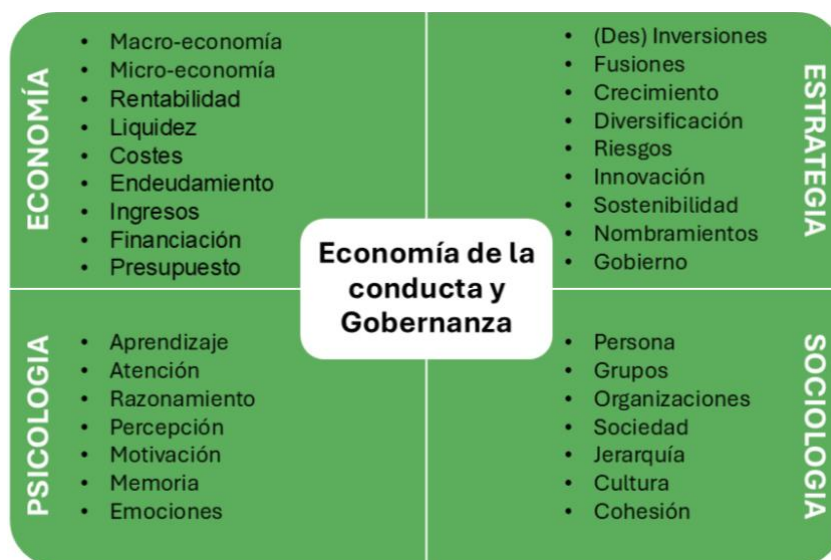 ECONOMÍA
• Macro-economía
• Micro-economía
• Rentabilidad
• Liquidez
• Costes
• Endeudamiento
• Ingresos
• Financiación
• Presupuesto
ESTRATEGIA
• (Des) Inversiones
• Fusiones
• Crecimiento
• Diversificación
• Riesgos
• Innovación
• Sostenibilidad
• Nombramientos
• Gobierno
Economía de la
conducta y
Gobernanza
PSICOLOGIA
• Aprendizaje
• Atención
• Razonamiento
• Percepción
• Motivación
• Memoria
• Emociones
SOCIOLOGIA
• Persona
• Grupos
• Organizaciones
• Sociedad
• Jerarquía
• Cultura
• Cohesión